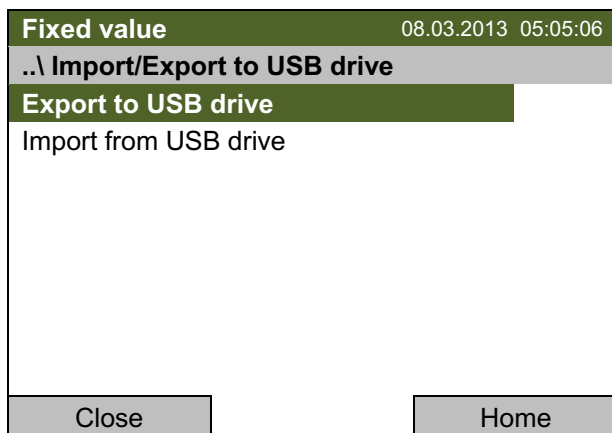 Fixed value 08.03.2013 05:05:06
..\ Import/Export to USB drive
Export to USB drive
Import from USB drive
Close Home